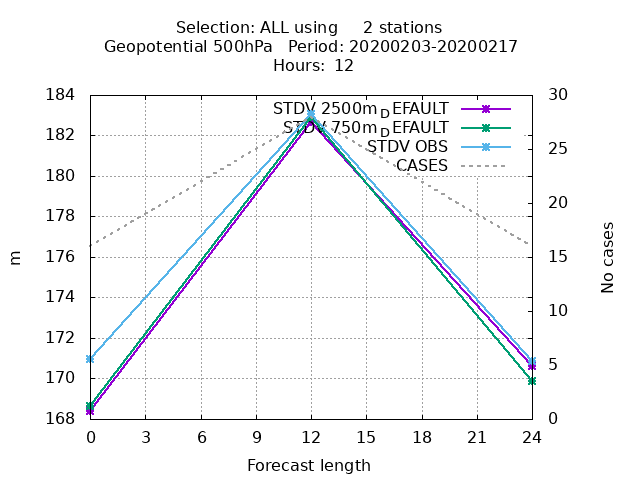 Selection: ALL using     2 stations
Geopotential 500hPa   Period: 20200203-20200217
Hours: 12
184
182
180
178
176
174
172
170
168
m
30
25
20
15
10
5
0
No cases
STDV 2500mDEFAULT
STDV 750mDEFAULT
STDV OBS
CASES
0 3 6 9 12 15 18 21 24
Forecast length